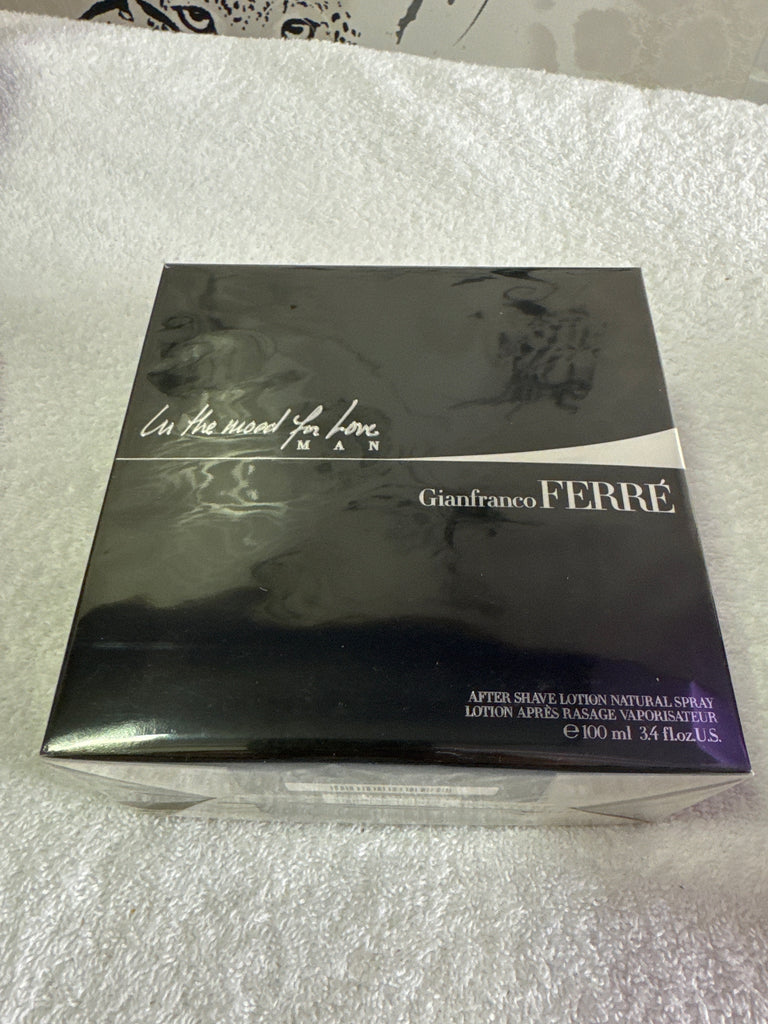 In the mood for Love
MAN
Gianfranco FERRÉ
AFTER SHAVE LOTION NATURAL SPRAY
LOTION APRÈS RASAGE VAPORISATEUR
℮ 100 ml 3.4 fl.oz.U.S.